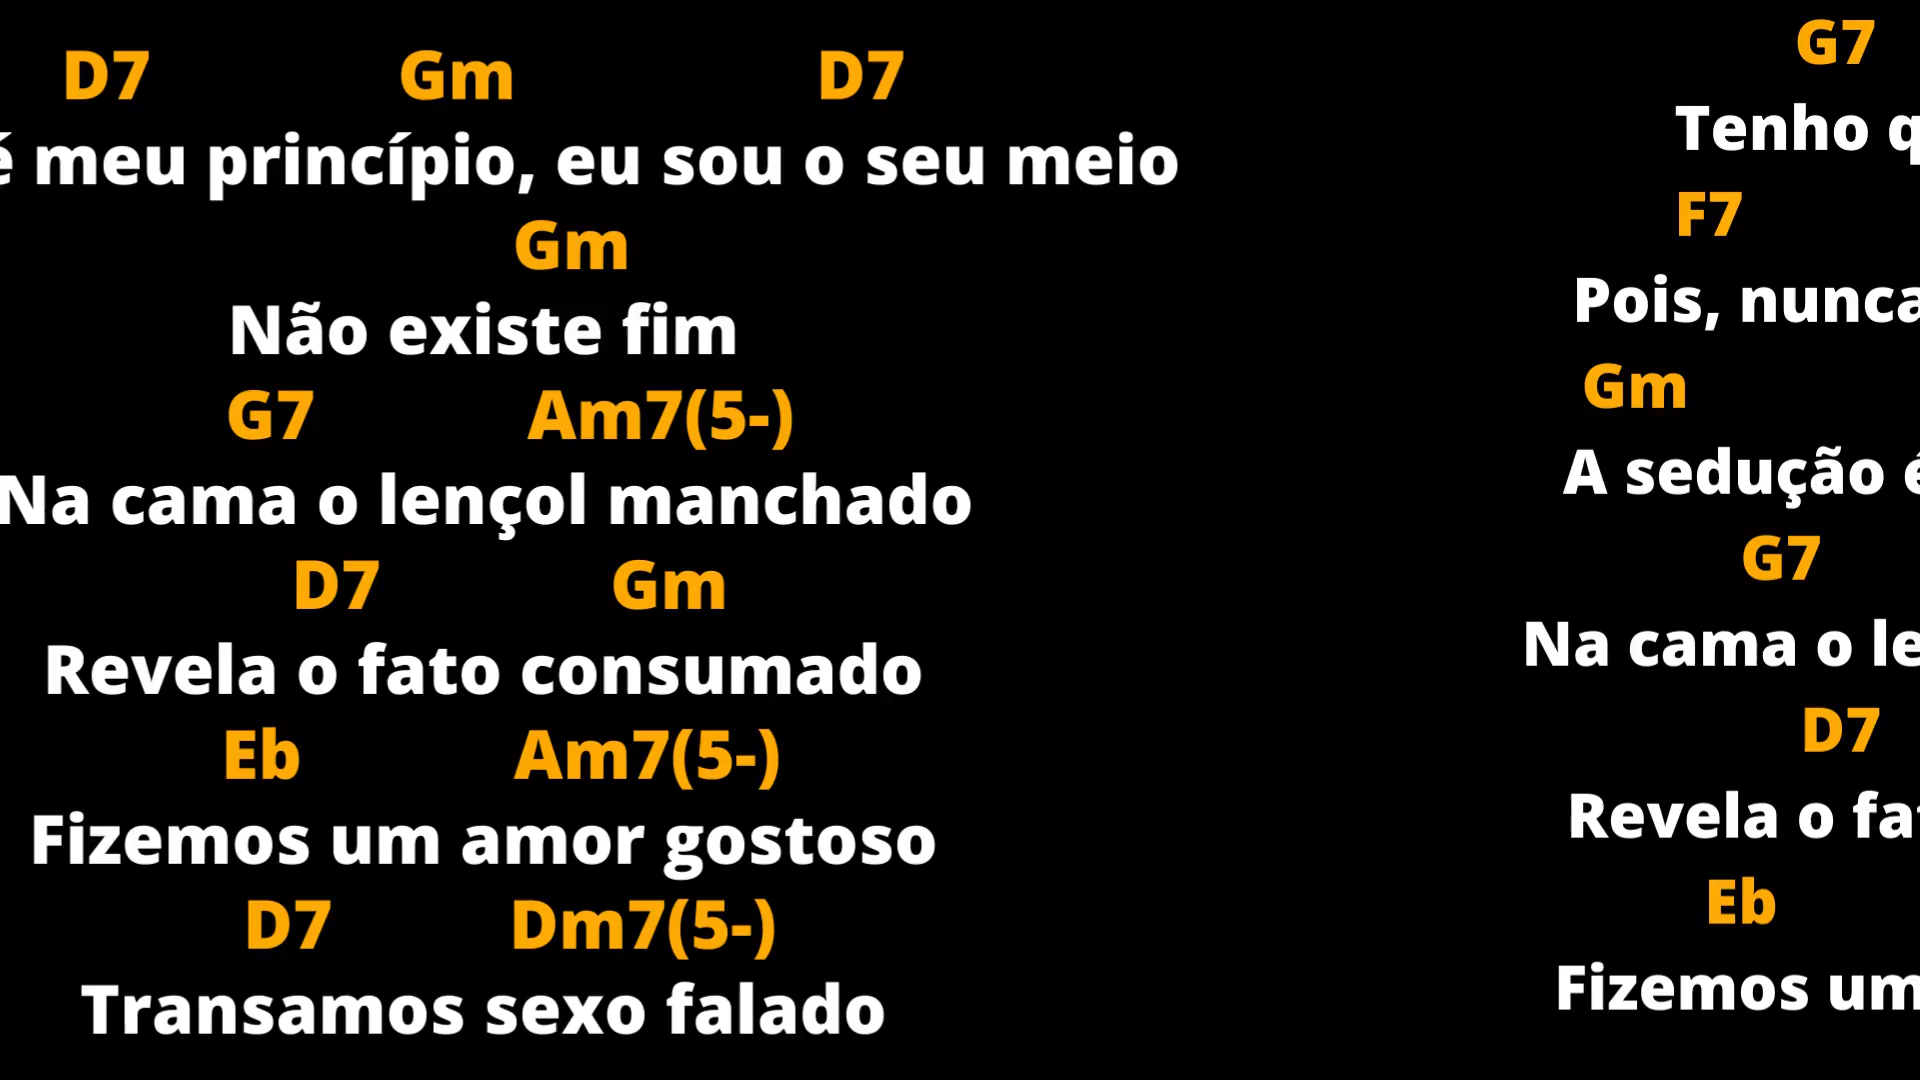 D7 Gm D7
é meu princípio, eu sou o seu meio
Gm
Não existe fim
G7 Am7(5-)
Na cama o lençol manchado
D7 Gm
Revela o fato consumado
Eb Am7(5-)
Fizemos um amor gostoso
D7 Dm7(5-)
Transamos sexo falado
G7
Tenho q
F7
Pois, nunca
Gm
A sedução é
G7
Na cama o le
D7
Revela o fat
Eb
Fizemos um